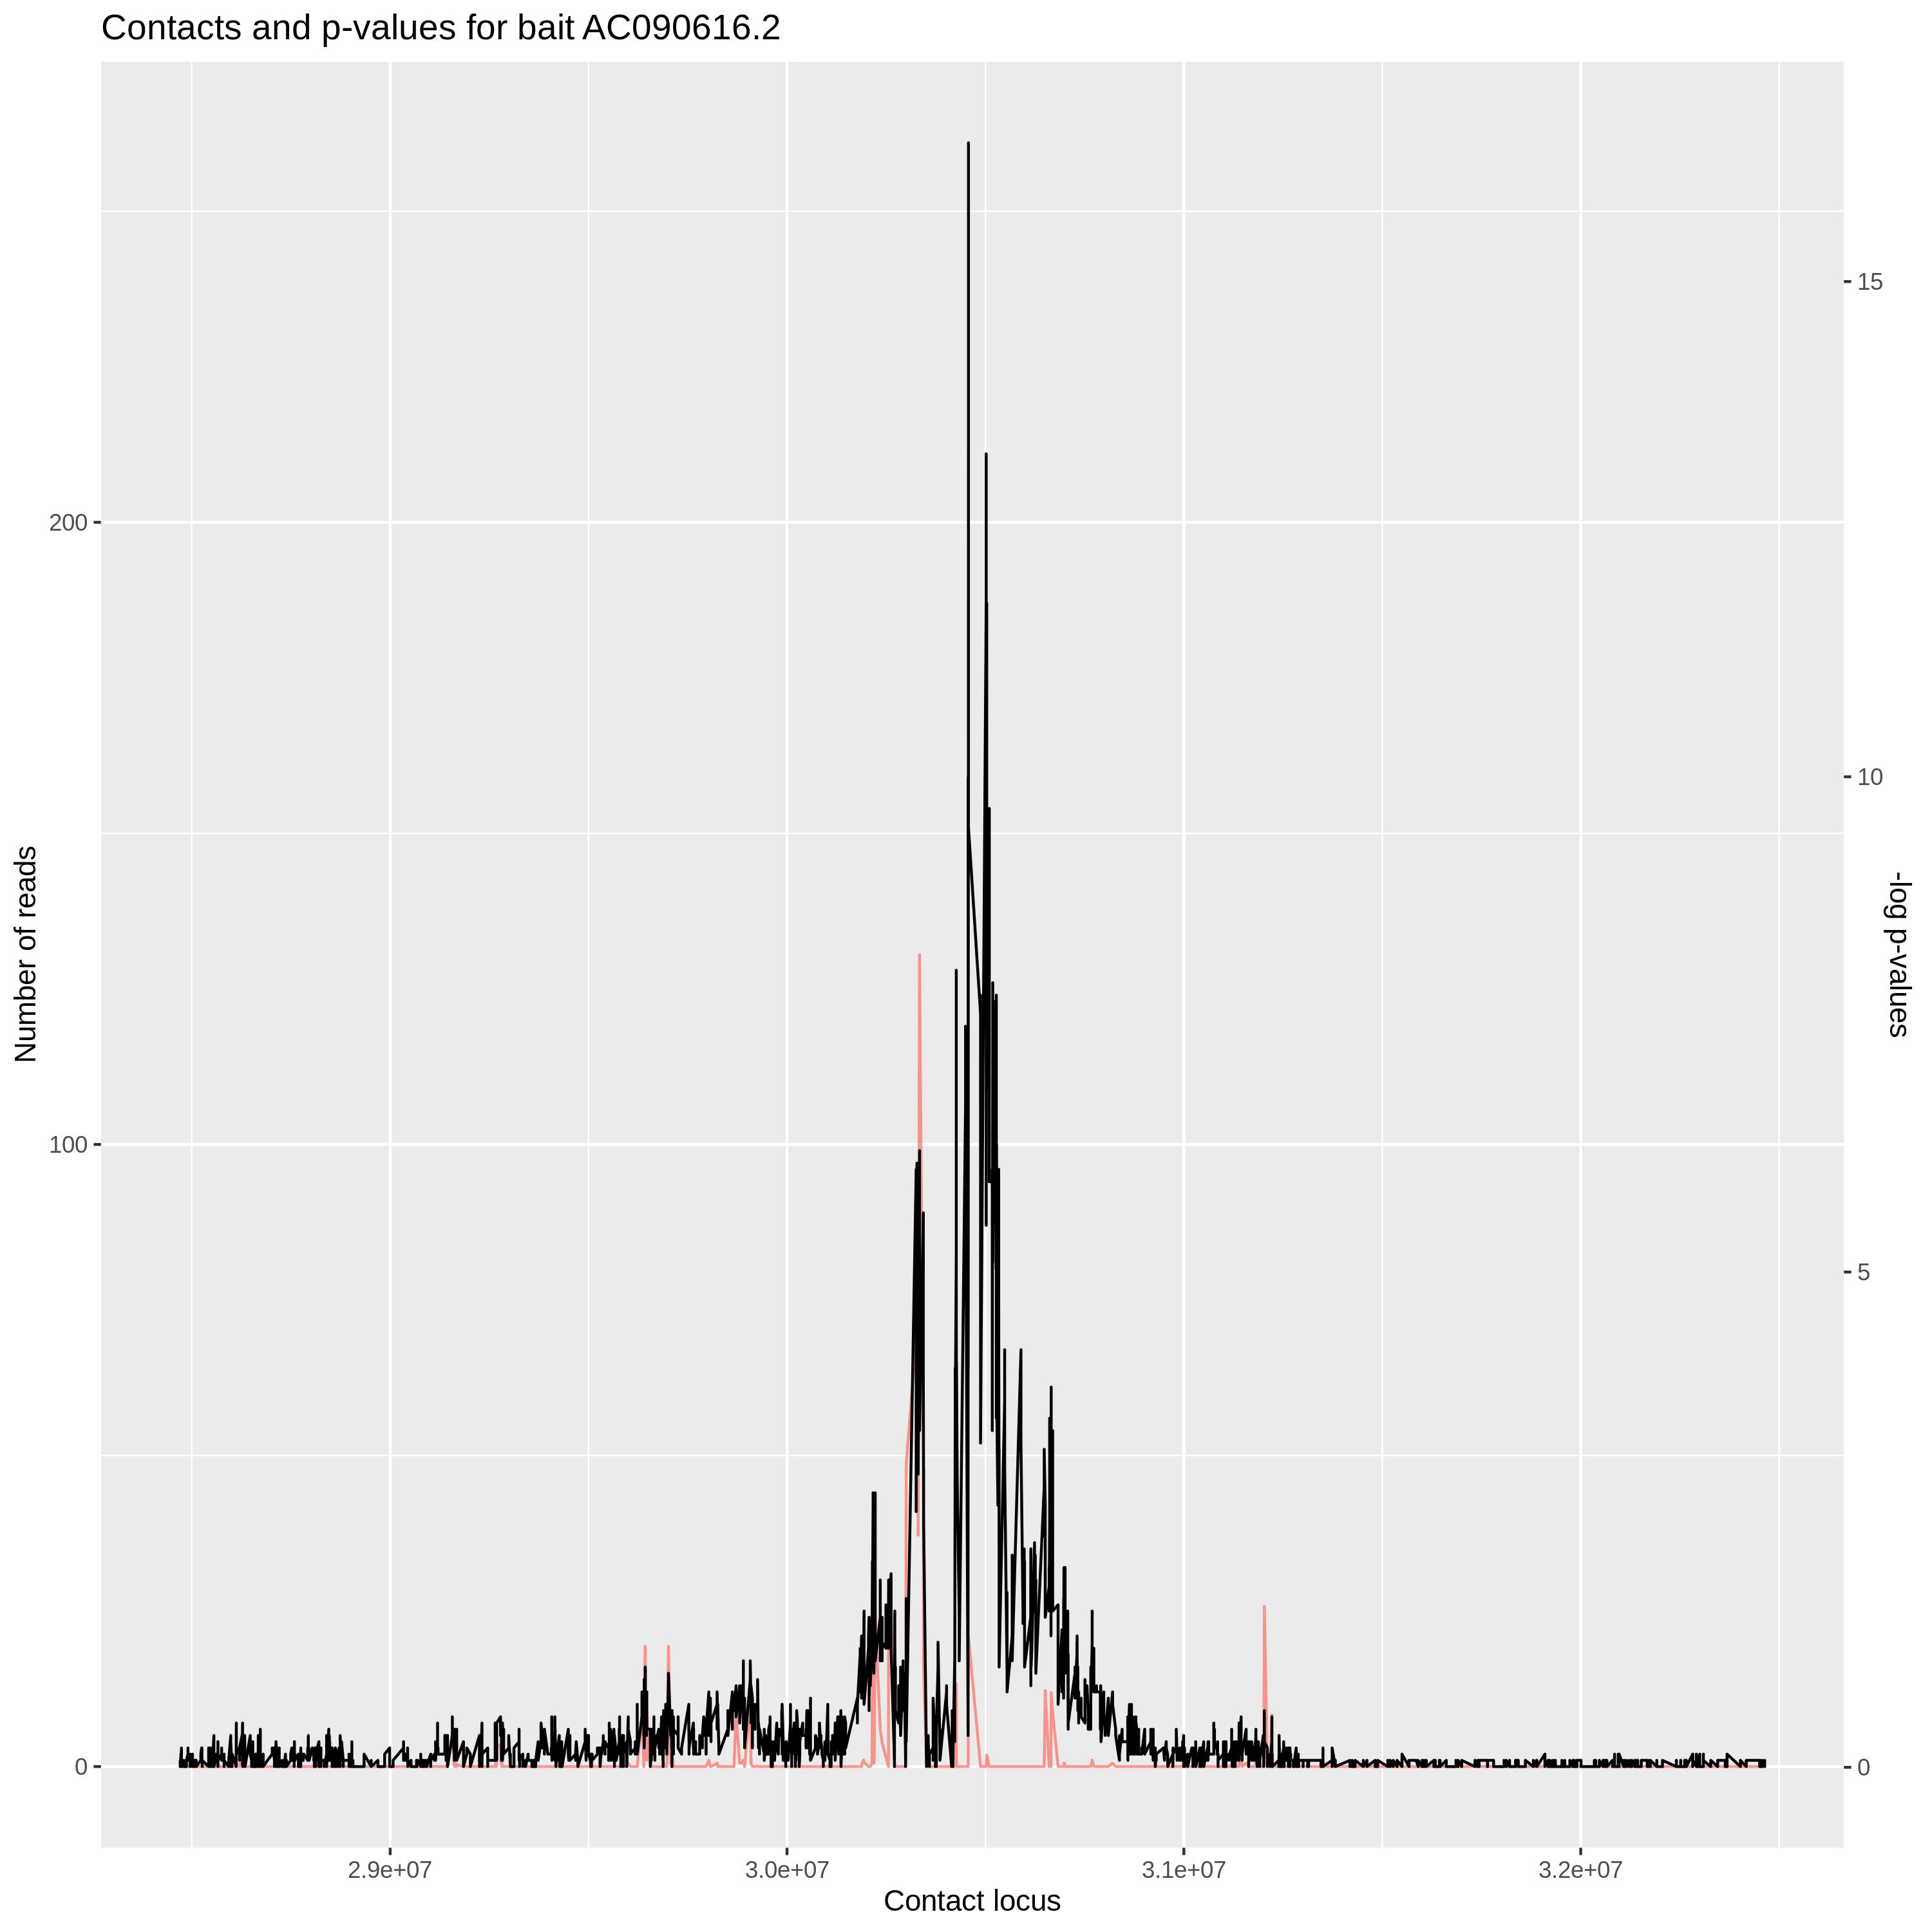 Contacts and p-values for bait AC090616.2
Number of reads
200
100
0
15
10
5
0
-log p-values
2.9e+07
3.0e+07
3.1e+07
3.2e+07
Contact locus